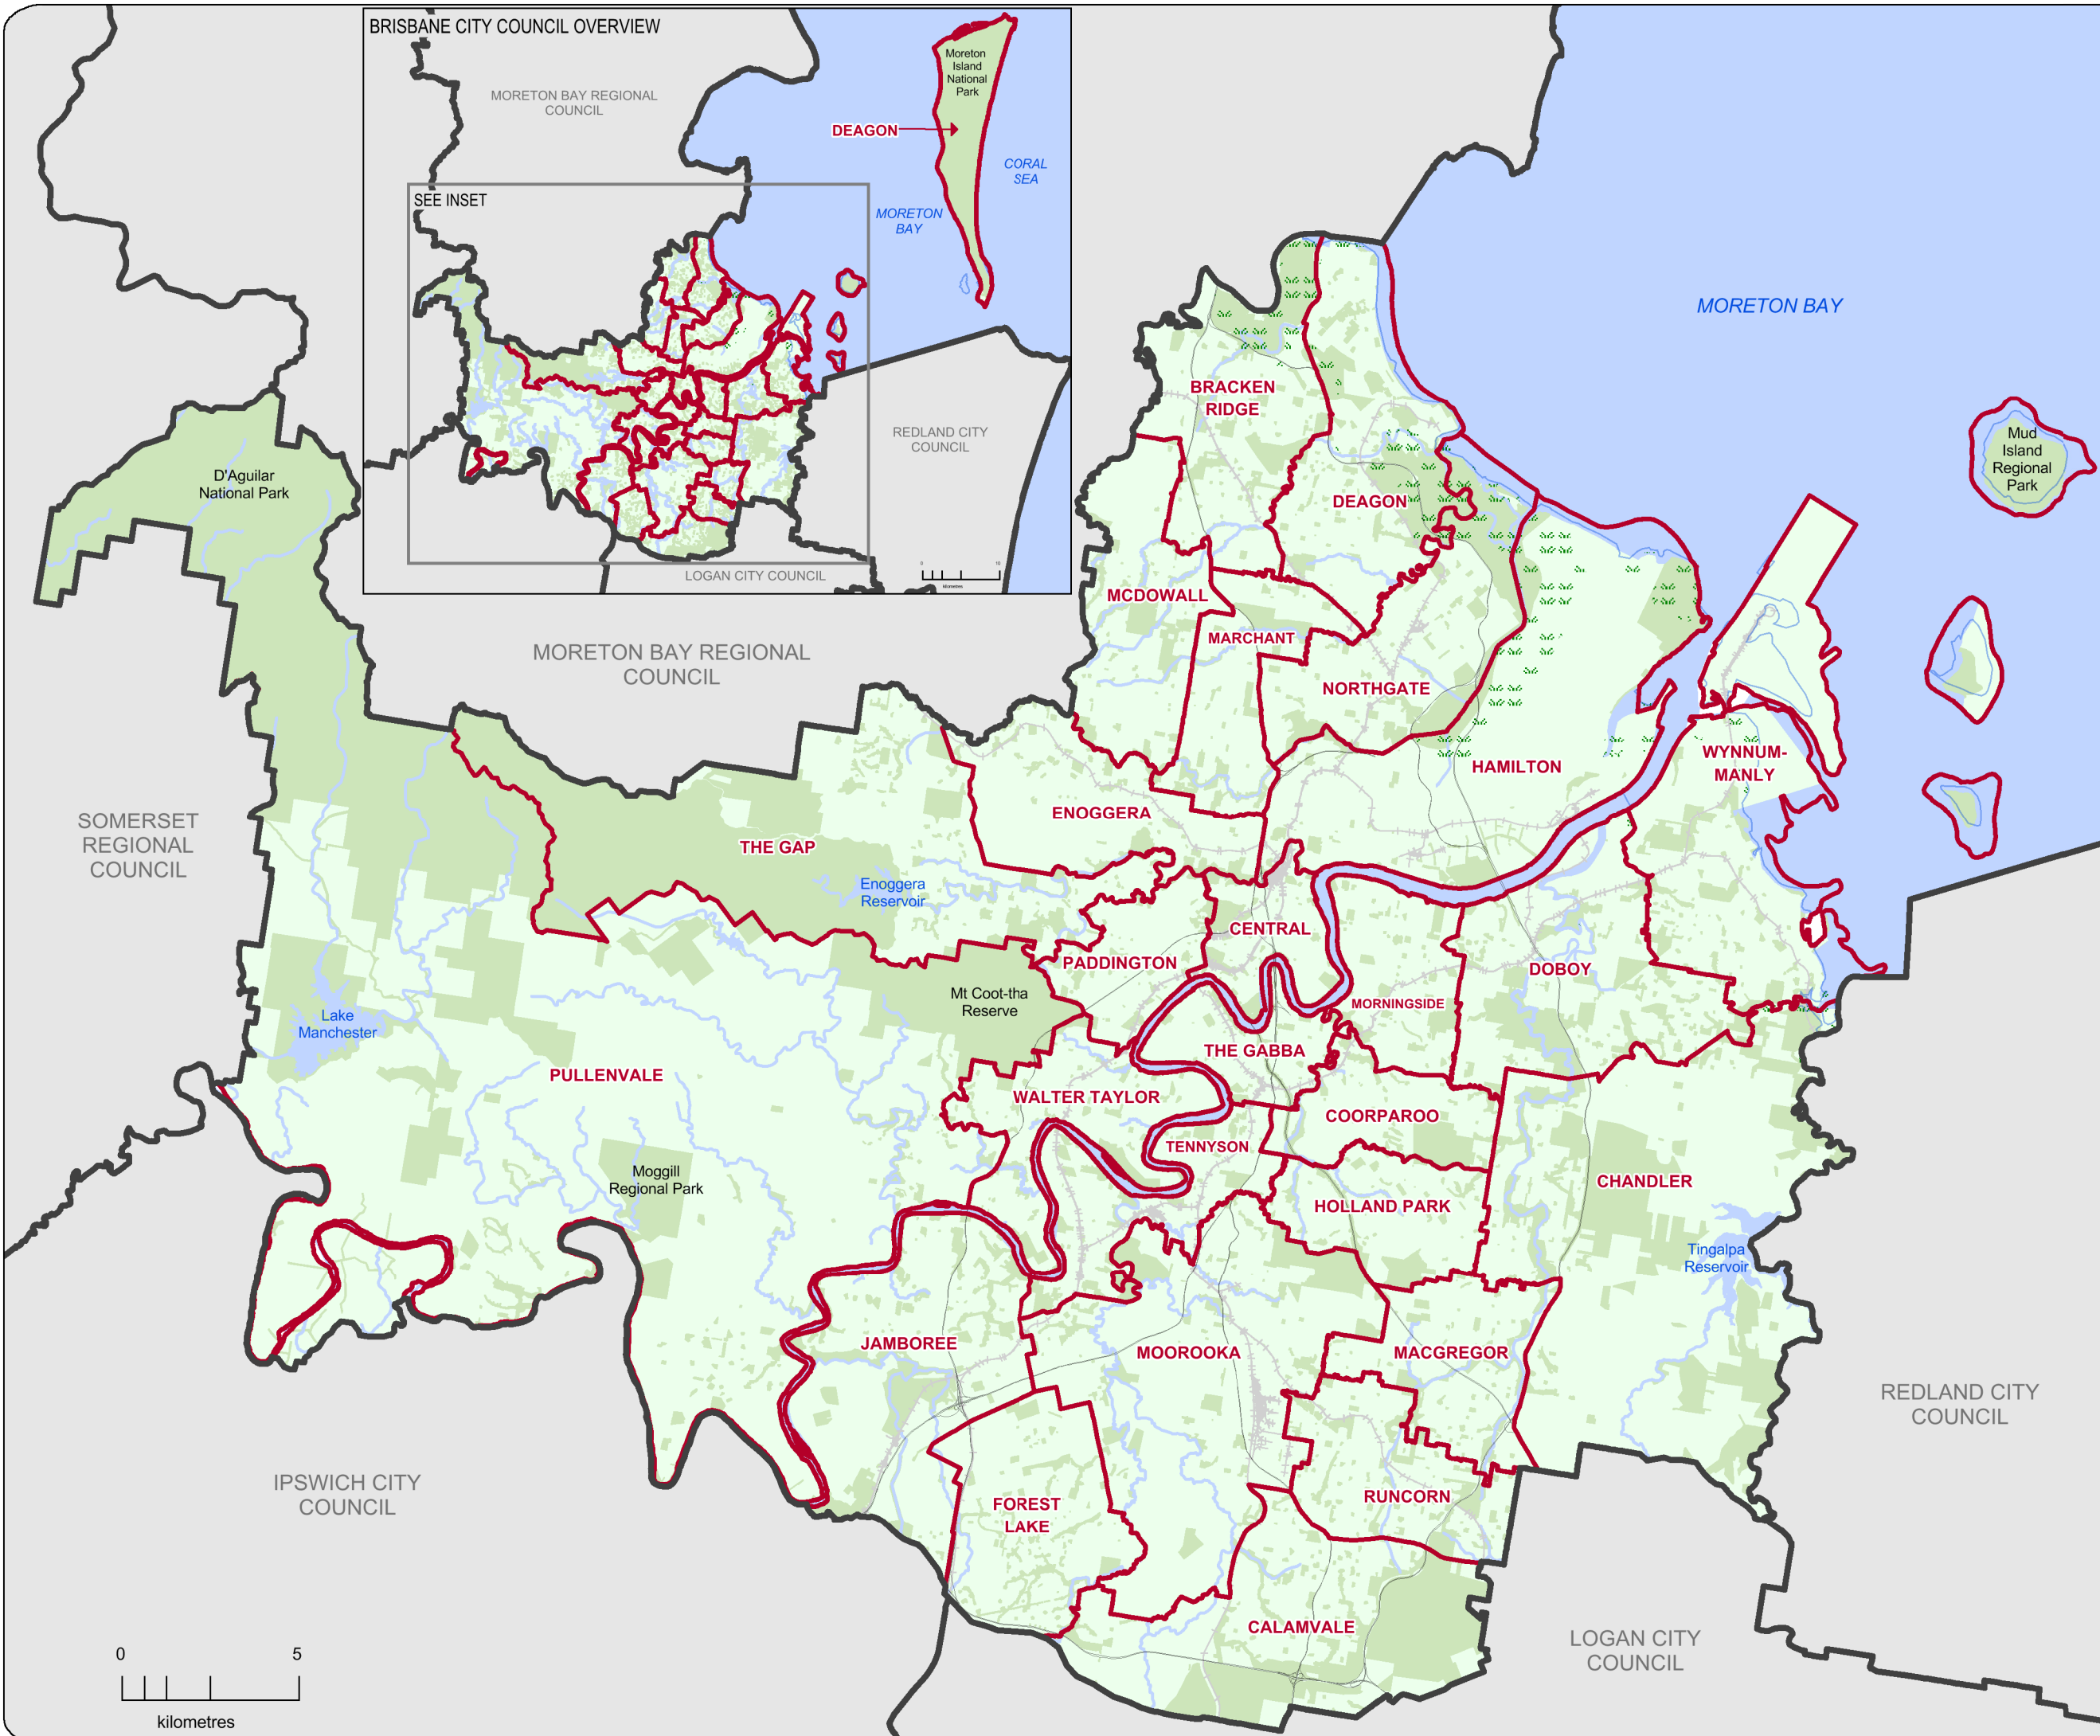 BRISBANE CITY COUNCIL OVERVIEW
MORETON BAY REGIONAL
COUNCIL
Moreton
Island
National
Park
DEAGON
CORAL
SEA
MORETON
BAY
SEE INSET
REDLAND CITY
COUNCIL
LOGAN CITY COUNCIL
0
10
Kilometres
MORETON BAY
BRACKEN
RIDGE
Mud
Island
Regional
Park
D'Aguilar
National Park
DEAGON
MCDOWALL
MARCHANT
MORETON BAY REGIONAL
COUNCIL
NORTHGATE
HAMILTON
WYNNUM-
MANLY
ENOGGERA
SOMERSET
REGIONAL
COUNCIL
THE GAP
Enoggera
Reservoir
CENTRAL
PADDINGTON
DOBOY
Mt Coot-tha
Reserve
MORNINGSIDE
Lake
Manchester
THE GABBA
PULLENVALE
WALTER TAYLOR
COORPAROO
TENNYSON
Moggill
Regional Park
CHANDLER
HOLLAND PARK
Tingalpa
Reservoir
JAMBOREE
MOOROOKA
MACGREGOR
REDLAND CITY
COUNCIL
IPSWICH CITY
COUNCIL
RUNCORN
FOREST
LAKE
CALAMVALE
LOGAN CITY
COUNCIL
0
5
kilometres